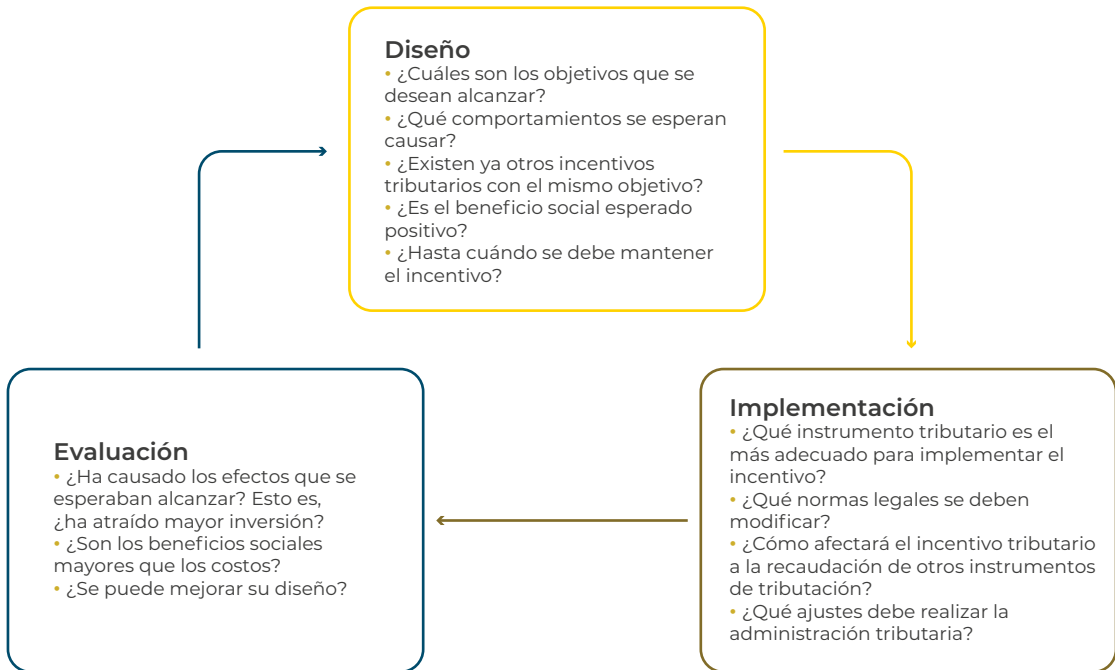 Diseño
• ¿Cuáles son los objetivos que se
desean alcanzar?
• ¿Qué comportamientos se esperan
causar?
• ¿Existen ya otros incentivos
tributarios con el mismo objetivo?
• ¿Es el beneficio social esperado
positivo?
• ¿Hasta cuándo se debe mantener
el incentivo?
Implementación
• ¿Qué instrumento tributario es el
más adecuado para implementar el
incentivo?
• ¿Qué normas legales se deben
modificar?
• ¿Cómo afectará el incentivo tributario
a la recaudación de otros instrumentos
de tributación?
• ¿Qué ajustes debe realizar la
administración tributaria?
Evaluación
• ¿Ha causado los efectos que se
esperaban alcanzar? Esto es,
¿ha atraído mayor inversión?
• ¿Son los beneficios sociales
mayores que los costos?
• ¿Se puede mejorar su diseño?